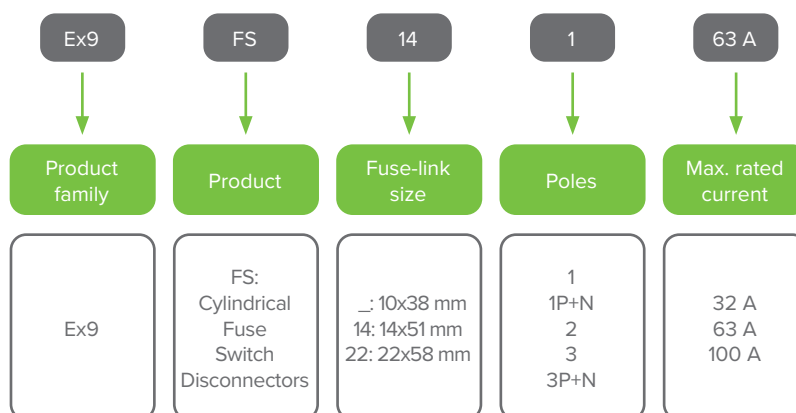 Ex9
FS
14
1
63 A
Product
family
Product
Fuse-link
size
Poles
Max. rated
current
Ex9
FS:
Cylindrical
Fuse
Switch
Disconnectors
_: 10x38 mm
14: 14x51 mm
22: 22x58 mm
1
1P+N
2
3
3P+N
32 A
63 A
100 A